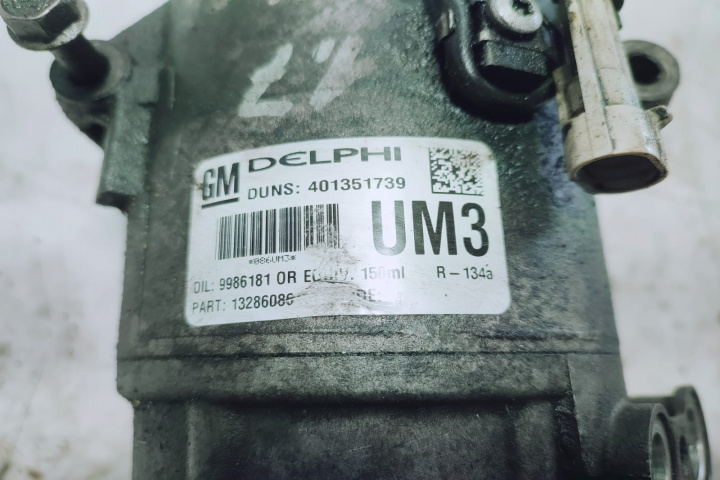 GM DELPHI
DUNS: 401351739
*086UM3*
UM3
OIL: 9986181 OR EQUIV. 150ml R-134a
PART: 13286086